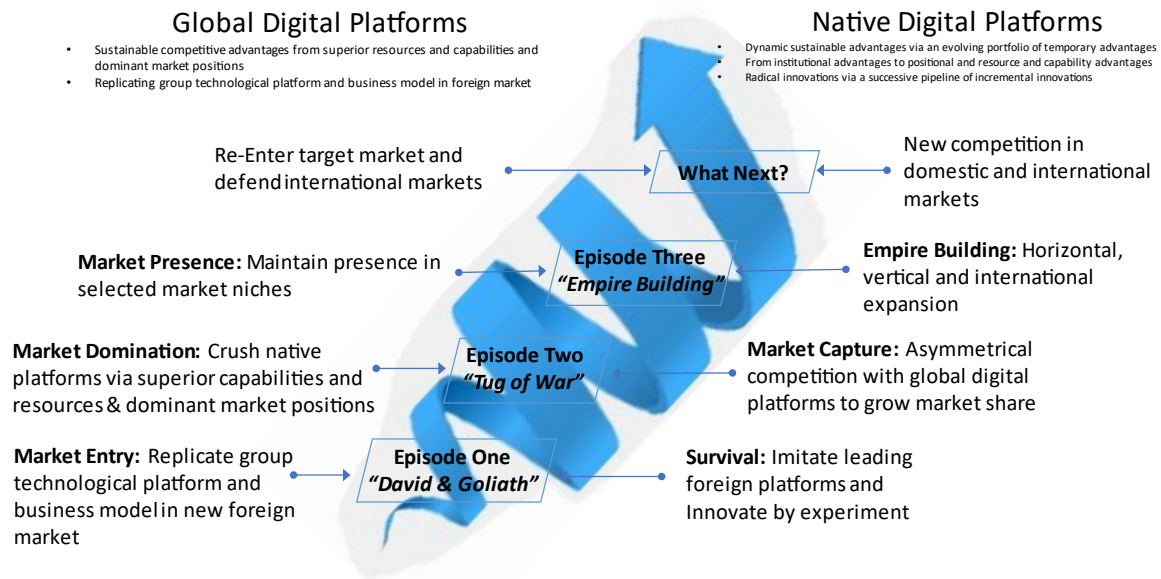 Global Digital Platforms
• Sustainable competitive advantages from superior resources and capabilities and
dominant market positions
• Replicating group technological platform and business model in foreign market
Native Digital Platforms
• Dynamic sustainable advantages via an evolving portfolio of temporary advantages
• From institutional advantages to positional and resource and capability advantages
• Radical innovations via a successive pipeline of incremental innovations
Re-Enter target market and
defend international markets
What Next?
New competition in
domestic and international
markets
Market Presence: Maintain presence in
selected market niches
Episode Three
“Empire Building”
Empire Building: Horizontal,
vertical and international
expansion
Market Domination: Crush native
platforms via superior capabilities and
resources & dominant market positions
Episode Two
“Tug of War”
Market Capture: Asymmetrical
competition with global digital
platforms to grow market share
Market Entry: Replicate group
technological platform and
business model in new foreign
market
Episode One
“David & Goliath”
Survival: Imitate leading
foreign platforms and
Innovate by experiment